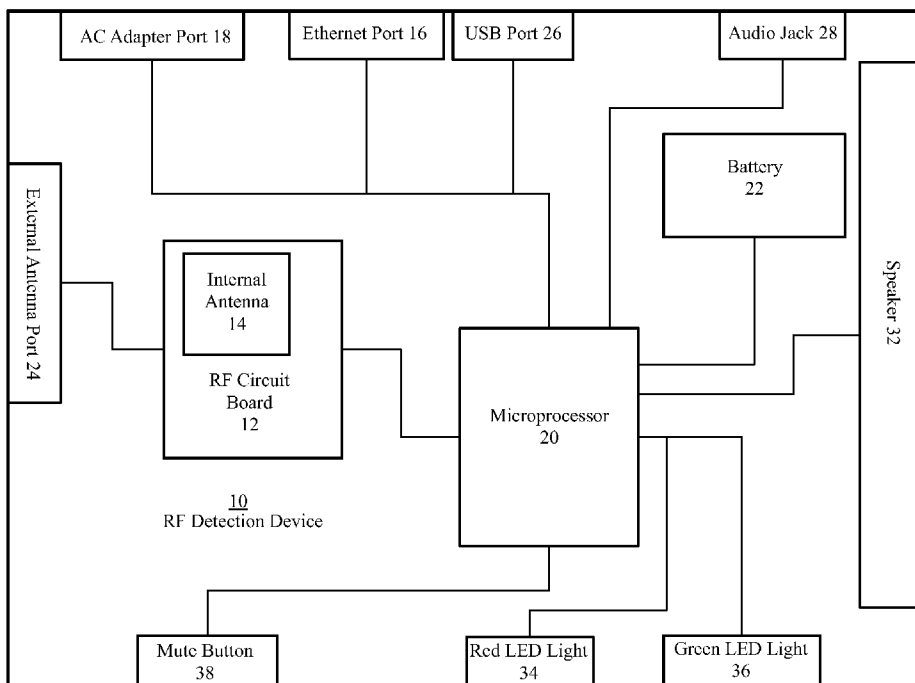 AC Adapter Port 18
Ethernet Port 16
USB Port 26
Audio Jack 28
External Antenna Port 24
Battery
22
Internal
Antenna
14
RF Circuit
Board
12
Speaker 32
Microprocessor
20
10
RF Detection Device
Mute Button
38
Red LED Light
34
Green LED Light
36